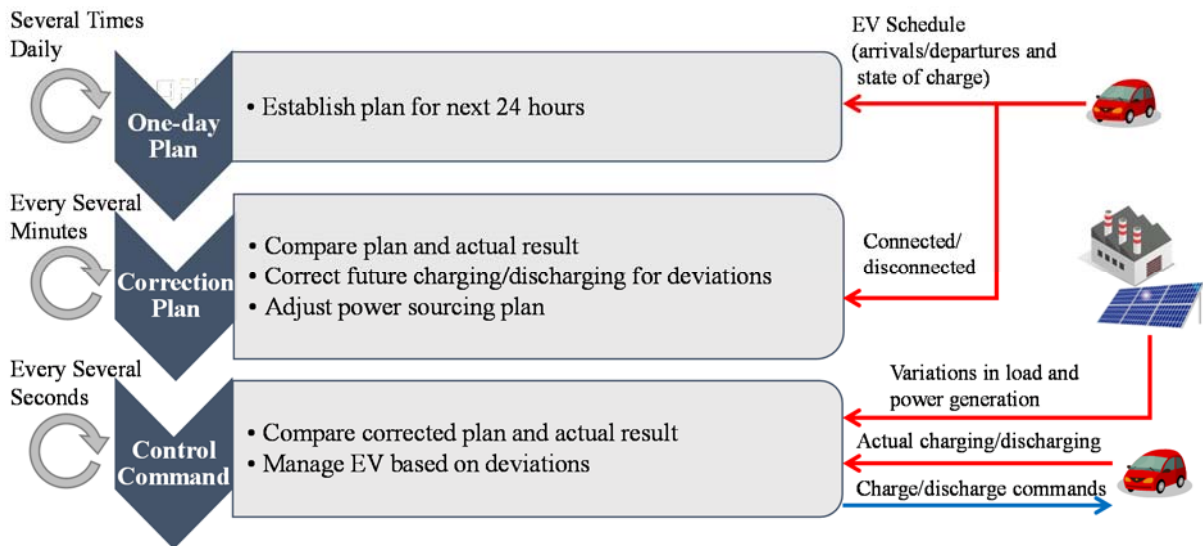 Several Times
Daily
One-day
Plan
• Establish plan for next 24 hours
EV Schedule
(arrivals/departures and
state of charge)
Every Several
Minutes
Correction
Plan
• Compare plan and actual result
• Correct future charging/discharging for deviations
• Adjust power sourcing plan
Connected/
disconnected
Every Several
Seconds
Control
Command
• Compare corrected plan and actual result
• Manage EV based on deviations
Variations in load and
power generation
Actual charging/discharging
Charge/discharge commands